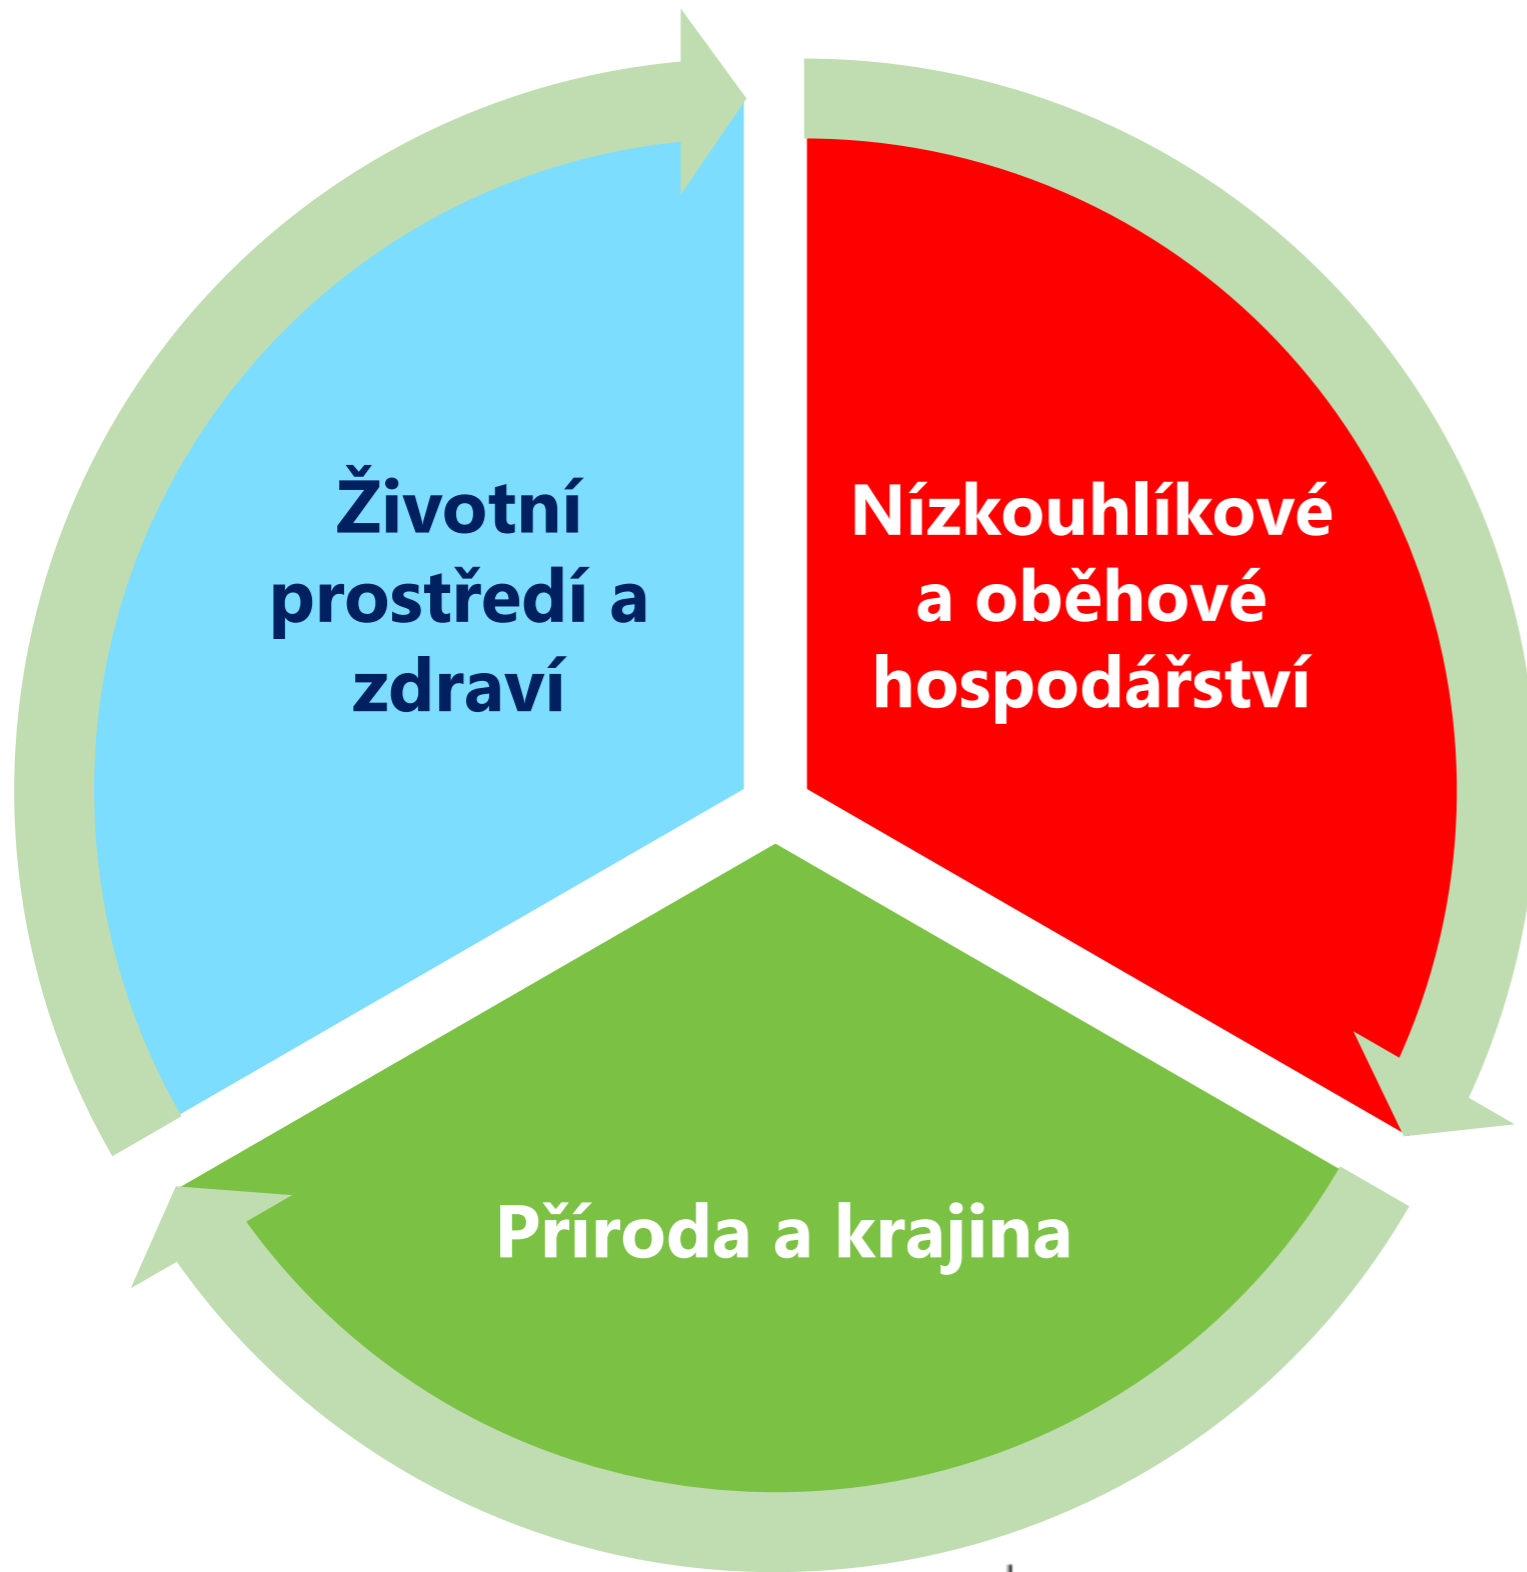 Životní
prostředí a
zdraví
Nízkouhlíkové
a oběhové
hospodářství
Příroda a krajina